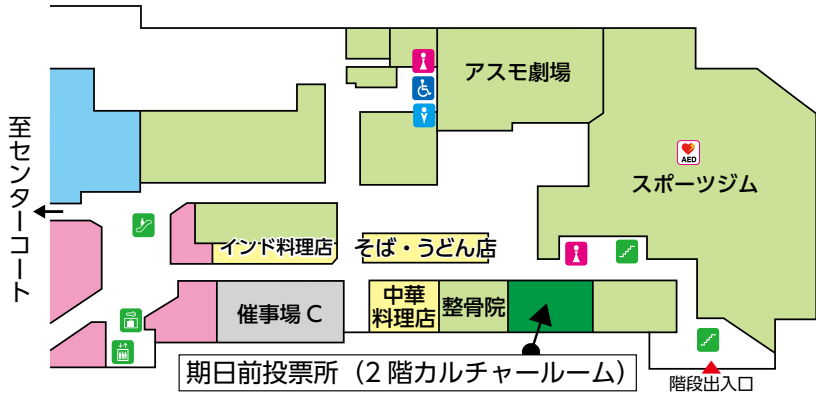 アスモ劇場
AED
スポーツジム
至センターコート
インド料理店
そば・うどん店
催事場 C
中華
料理店
整骨院
期日前投票所（2 階カルチャールーム）
階段出入口